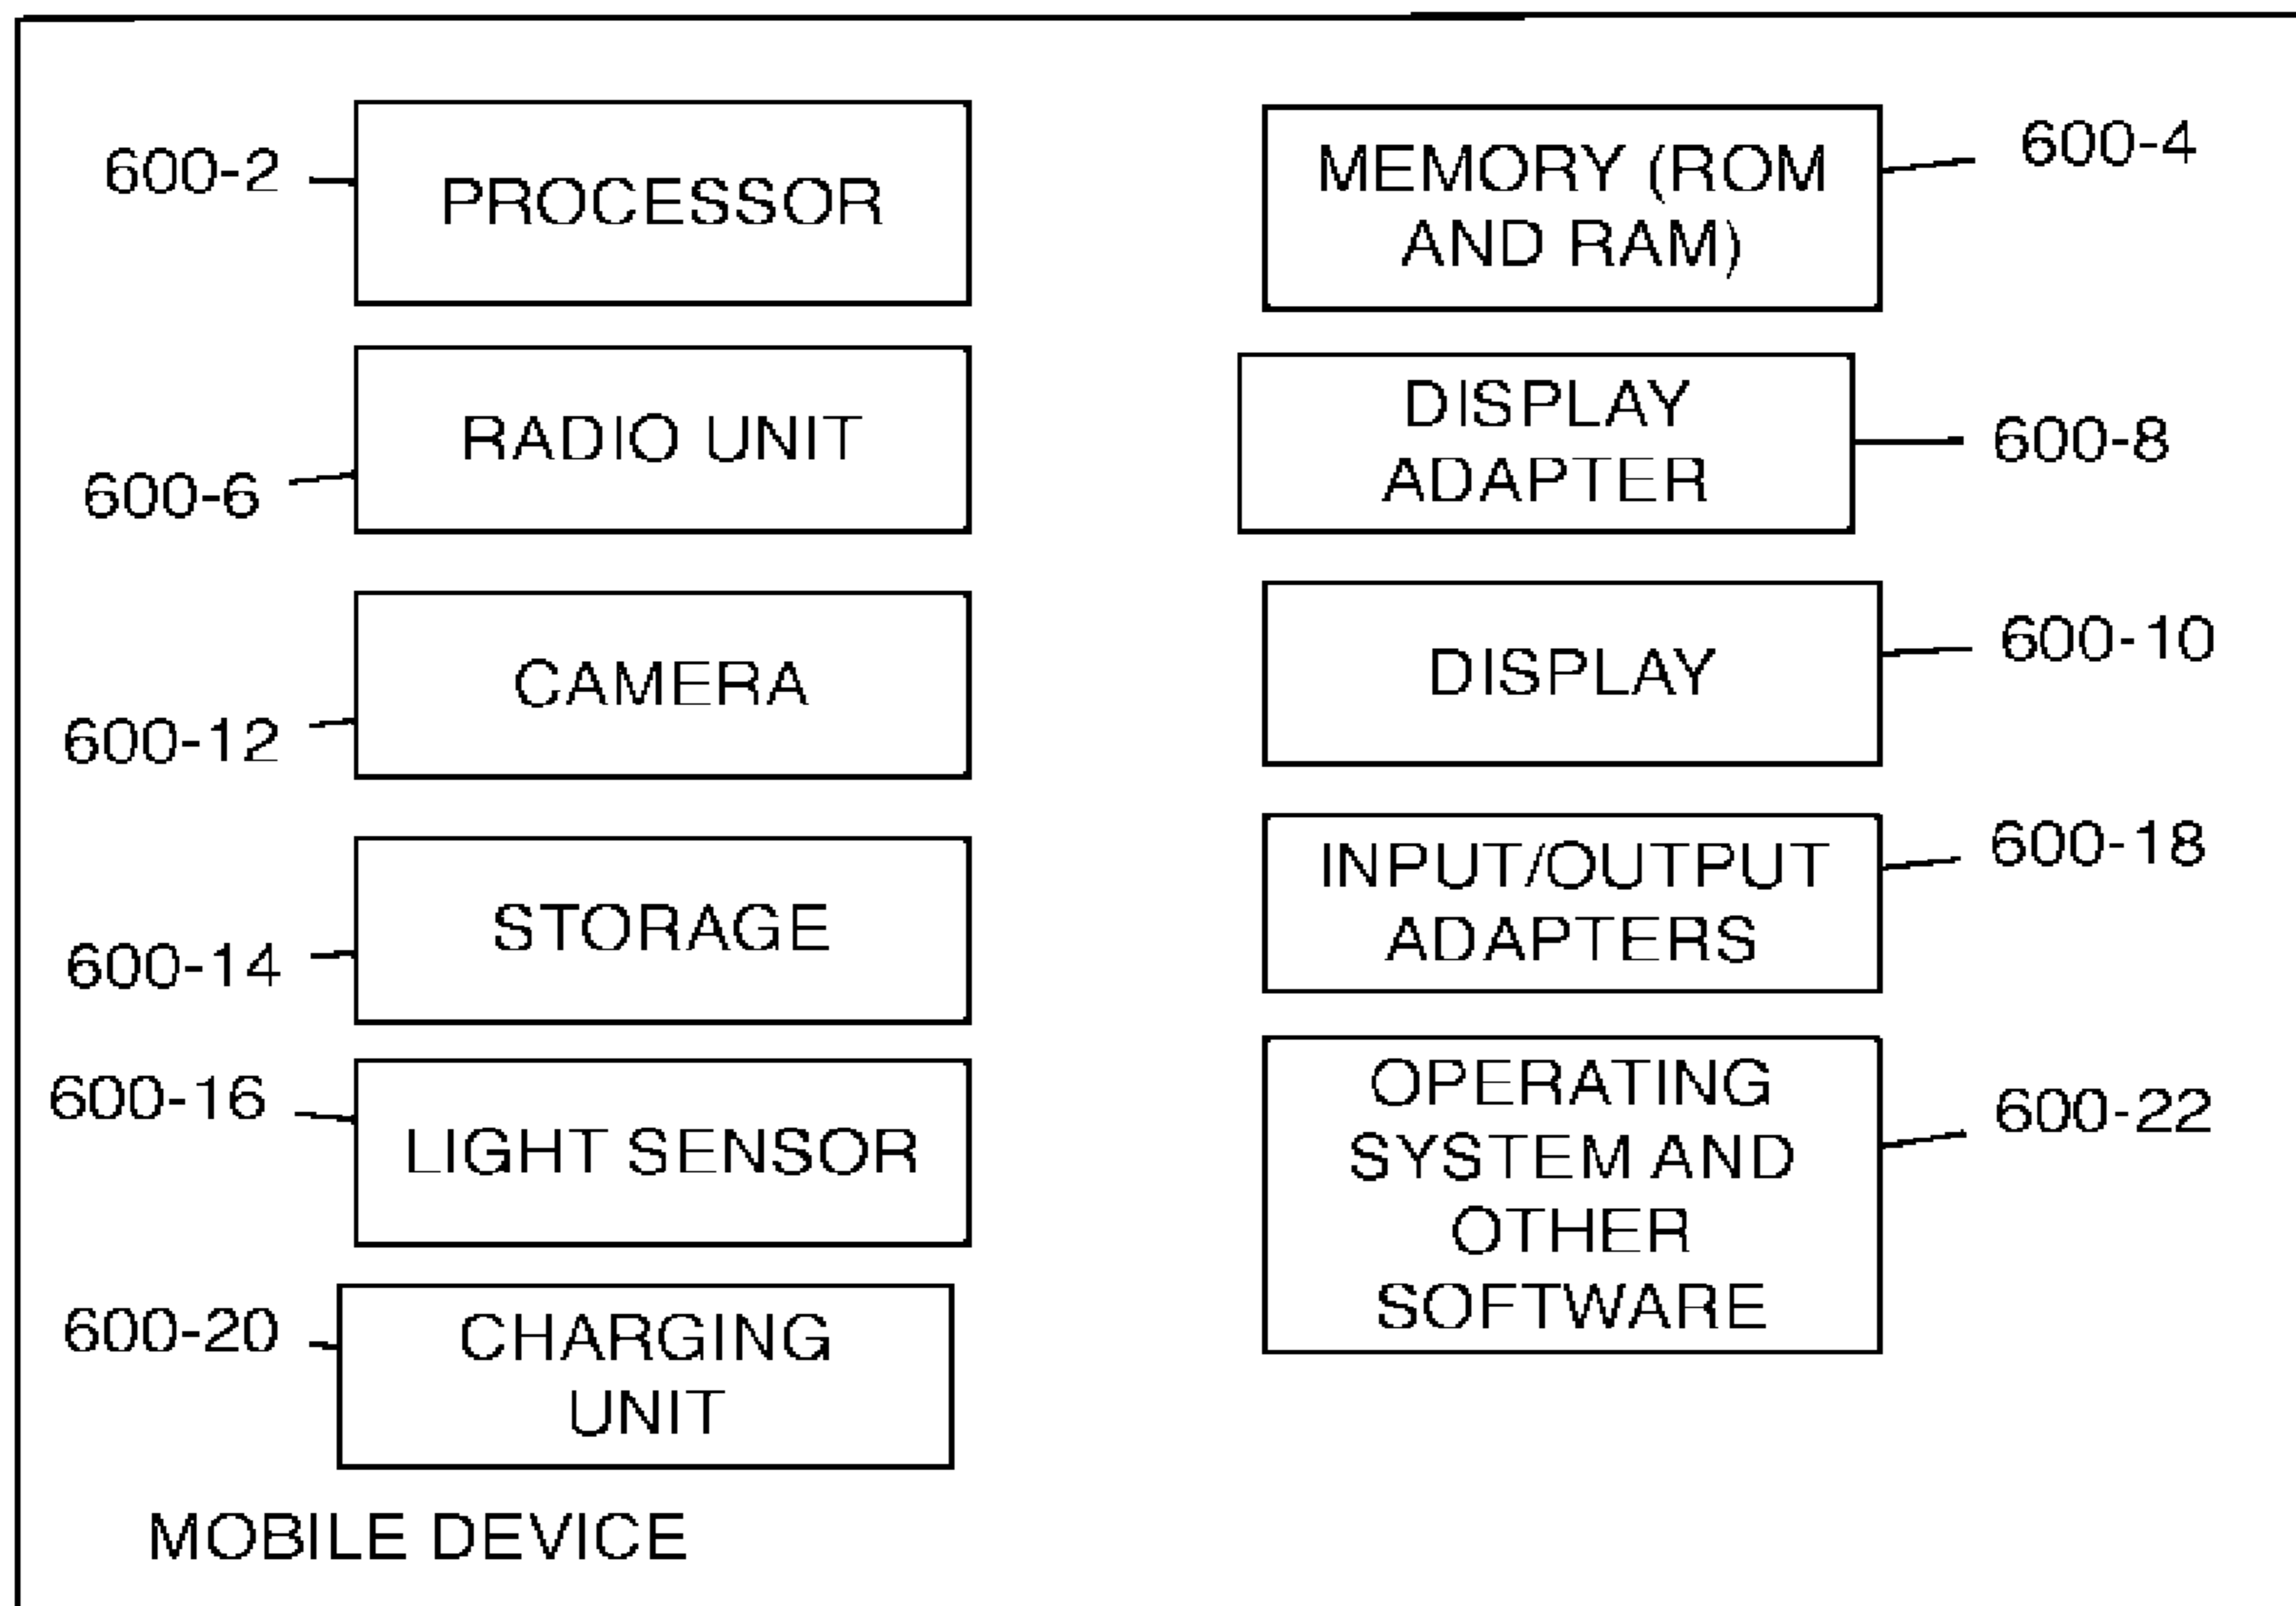 600-2
PROCESSOR
MEMORY (ROM
AND RAM)
600-4
600-6
RADIO UNIT
DISPLAY
ADAPTER
600-8
600-12
CAMERA
DISPLAY
600-10
600-14
STORAGE
INPUT/OUTPUT
ADAPTERS
600-18
600-16
LIGHT SENSOR
OPERATING
SYSTEM AND
OTHER
SOFTWARE
600-22
600-20
CHARGING
UNIT
MOBILE DEVICE